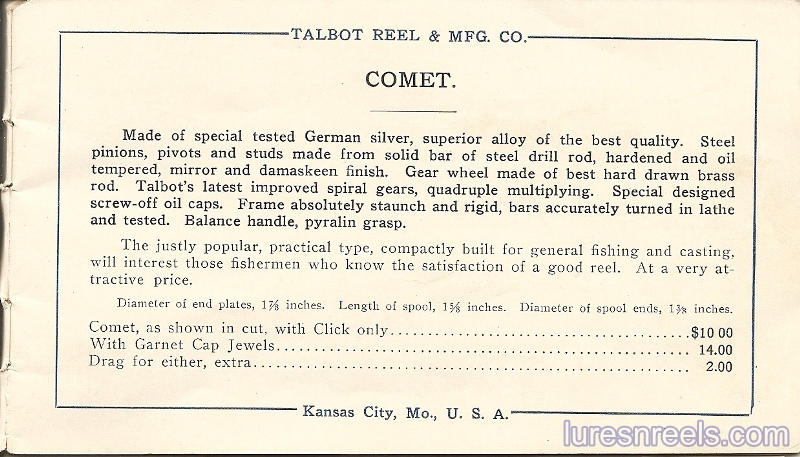 TALBOT REEL & MFG. CO.
COMET.
Made of special tested German silver, superior alloy of the best quality. Steel
pinions, pivots and studs made from solid bar of steel drill rod, hardened and oil
tempered, mirror and damaskeen finish. Gear wheel made of best hard drawn brass
rod. Talbot's latest improved spiral gears, quadruple multiplying. Special designed
screw-off oil caps. Frame absolutely staunch and rigid, bars accurately turned in lathe
and tested. Balance handle, pyralin grasp.
The justly popular, practical type, compactly built for general fishing and casting,
will interest those fishermen who know the satisfaction of a good reel. At a very at-
tractive price.
Diameter of end plates, 1⅞ inches. Length of spool, 1⅝ inches. Diameter of spool ends, 1⅜ inches.
Comet, as shown in cut, with Click only........................................$10 00
With Garnet Cap Jewels........................................................ 14.00
Drag for either, extra........................................................... 2.00
Kansas City, Mo., U. S. A.
luresnreels.com